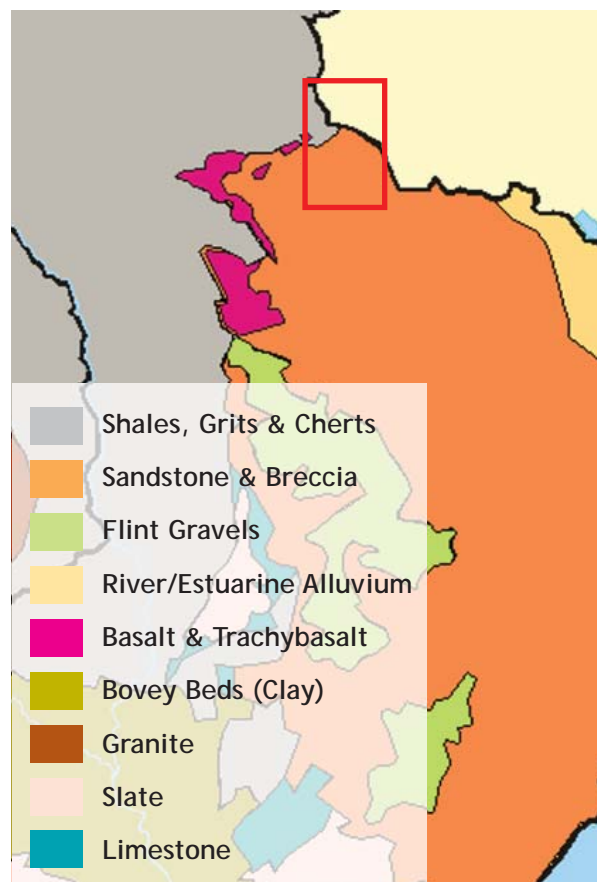 Shales, Grits & Cherts
Sandstone & Breccia
Flint Gravels
River/Estuarine Alluvium
Basalt & Trachybasalt
Bovey Beds (Clay)
Granite
Slate
Limestone